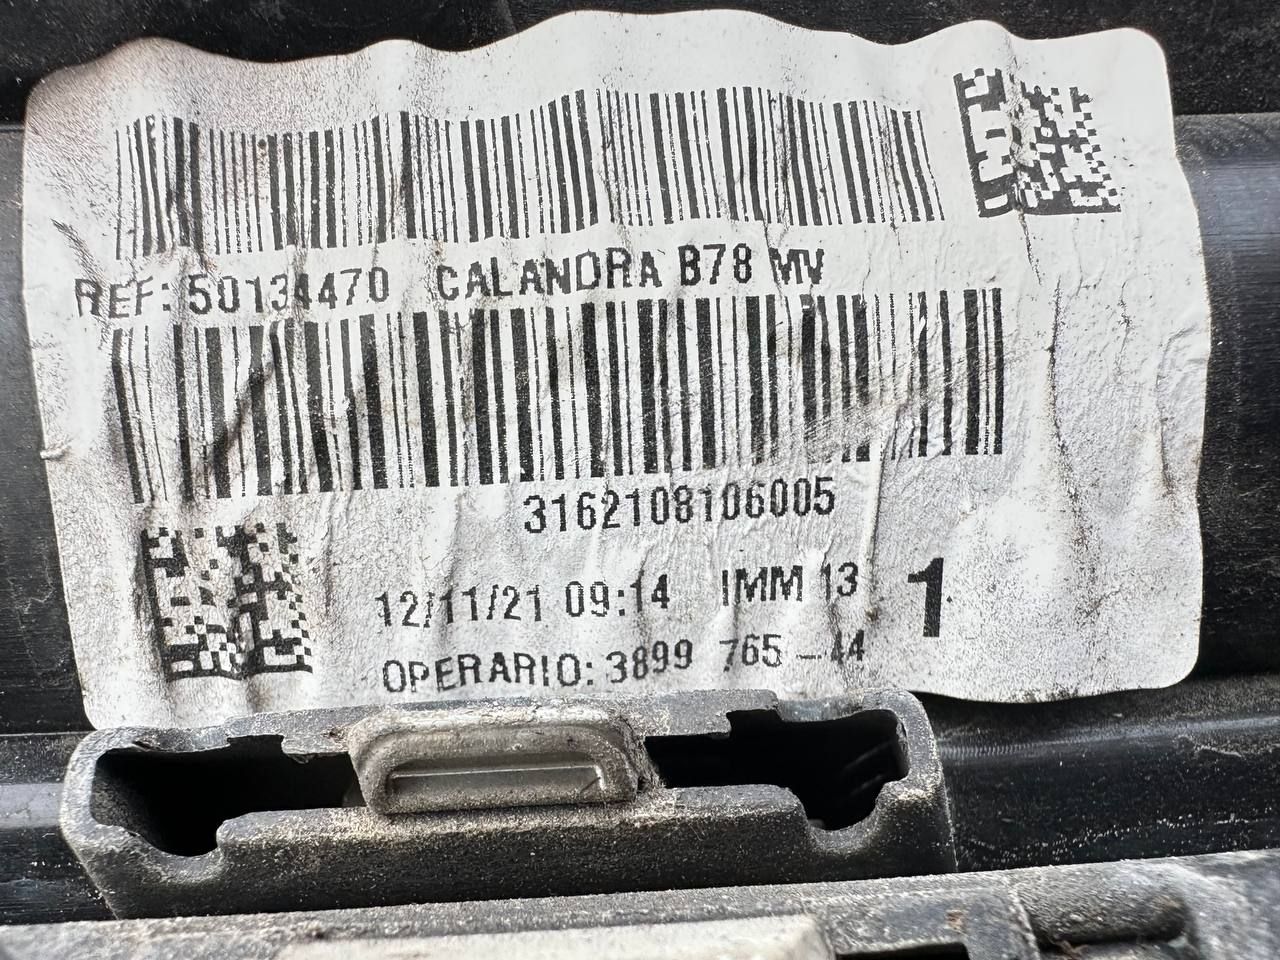 REF: 50134470 CALANDRA B78 MV
3162108106005
12/11/21 09:14 IMM 13 1
OPERARIO: 3899 765-44